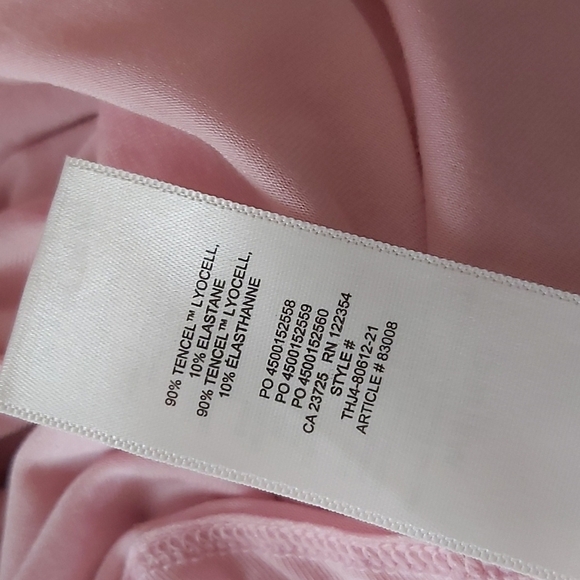 90% TENCEL™ LYOCELL,
10% ELASTANE
90% TENCEL™ LYOCELL,
10% ÉLASTHANNE
PO 4500152558
PO 4500152559
PO 4500152560
CA 23725 RN 122354
STYLE #
THJ4-80612-21
ARTICLE # 83008